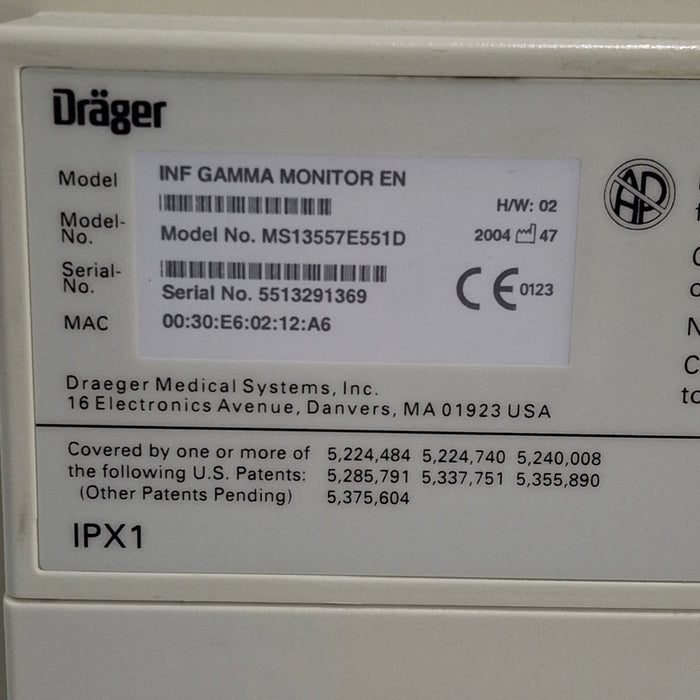 Dräger
Model INF GAMMA MONITOR EN
H/W: 02
Model-No. Model No. MS13557E551D
2004 47
Serial-No. Serial No. 5513291369
CE 0123
MAC 00:30:E6:02:12:A6
AP
Draeger Medical Systems, Inc.
16 Electronics Avenue, Danvers, MA 01923 USA
Covered by one or more of 5,224,484 5,224,740 5,240,008
the following U.S. Patents: 5,285,791 5,337,751 5,355,890
(Other Patents Pending) 5,375,604
IPX1